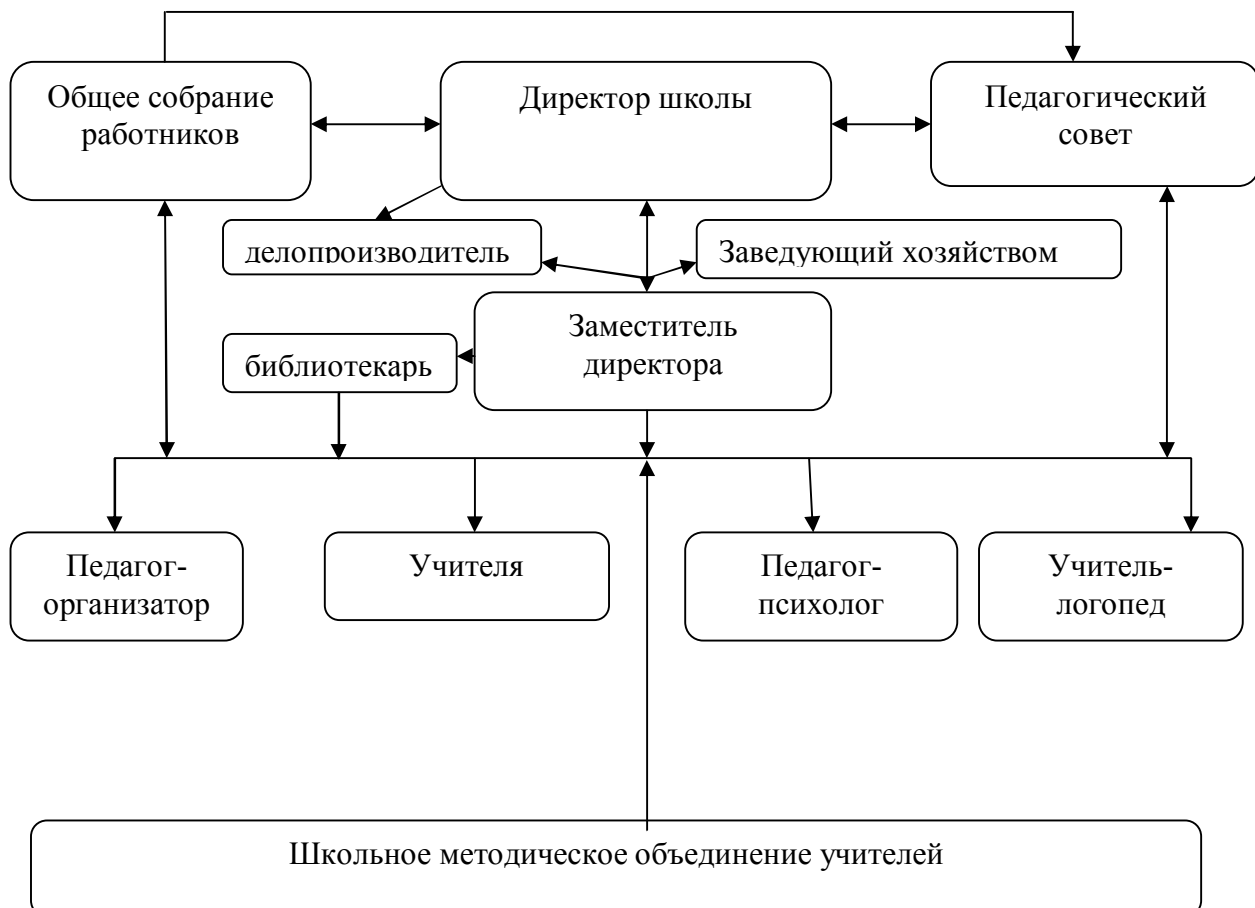 Общее собрание
работников
Директор школы
Педагогический
совет
делопроизводитель
Заведующий хозяйством
Заместитель
директора
библиотекарь
Педагог-
организатор
Учителя
Педагог-
психолог
Учитель-
логопед
Школьное методическое объединение учителей